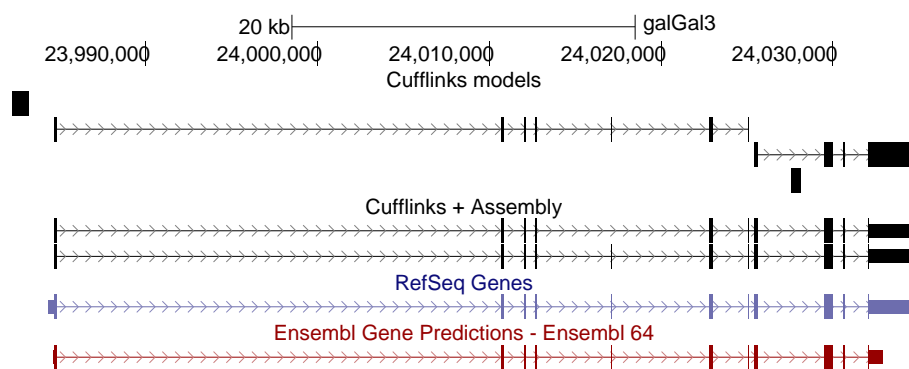 20 kb galGal3
23,990,000 24,000,000 24,010,000 24,020,000 24,030,000
Cufflinks models
Cufflinks + Assembly
RefSeq Genes
Ensembl Gene Predictions - Ensembl 64